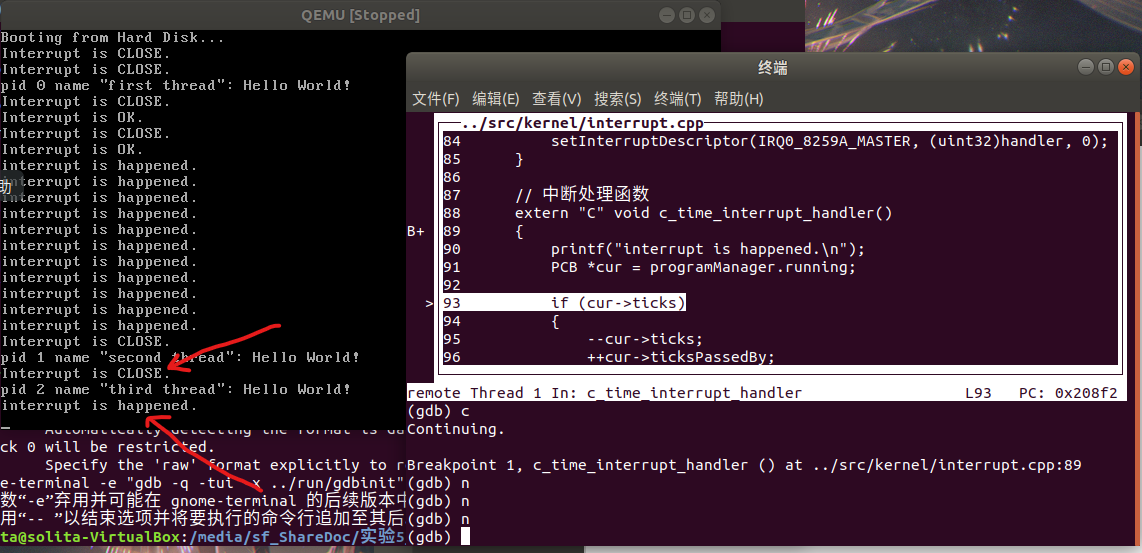 QEMU [Stopped]
Booting from Hard Disk...
Interrupt is CLOSE.
Interrupt is CLOSE.
pid 0 name "first thread": Hello World!
Interrupt is CLOSE.
Interrupt is OK.
Interrupt is CLOSE.
Interrupt is OK.
interrupt is happened.
interrupt is happened.
interrupt is happened.
interrupt is happened.
interrupt is happened.
interrupt is happened.
interrupt is happened.
interrupt is happened.
interrupt is happened.
interrupt is happened.
interrupt is happened.
Interrupt is CLOSE.
pid 1 name "second thread": Hello World!
Interrupt is CLOSE.
pid 2 name "third thread": Hello World!
interrupt is happened.
助
Automatically detecting the format is da
ck 0 will be restricted.
Specify the 'raw' format explicitly to r
e-terminal -e "gdb -q -tui -x ../run/gdbinit"
数“-e”弃用并可能在 gnome-terminal 的后续版本中
用“-- ”以结束选项并将要执行的命令行追加至其后
ta@solita-VirtualBox:/media/sf_ShareDoc/实验5
终端
文件(F) 编辑(E) 查看(V) 搜索(S) 终端(T) 帮助(H)
../src/kernel/interrupt.cpp
84 setInterruptDescriptor(IRQ0_8259A_MASTER, (uint32)handler, 0);
85 }
86
87 // 中断处理函数
88 extern "C" void c_time_interrupt_handler()
B+ 89 {
90 printf("interrupt is happened.\n");
91 PCB *cur = programManager.running;
92
> 93 if (cur->ticks)
94 {
95 --cur->ticks;
96 ++cur->ticksPassedBy;
remote Thread 1 In: c_time_interrupt_handler L93 PC: 0x208f2
(gdb) c
Continuing.
Breakpoint 1, c_time_interrupt_handler () at ../src/kernel/interrupt.cpp:89
(gdb) n
(gdb) n
(gdb) n
(gdb)